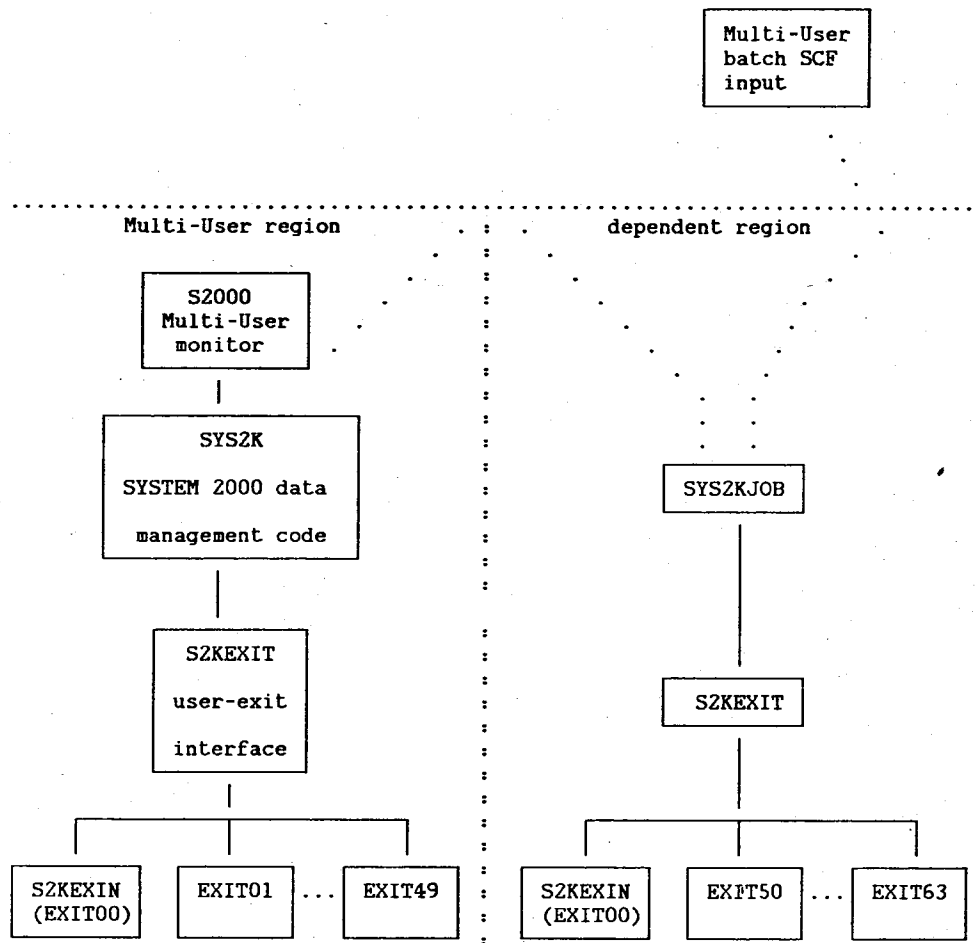 Multi-User
batch SCF
input
Multi-User region
dependent region
S2000
Multi-User
monitor
SYS2K
SYSTEM 2000 data
management code
SYS2KJOB
S2KEXIT
user-exit
interface
S2KEXIT
S2KEXIN
(EXIT00)
EXIT01
...
EXIT49
S2KEXIN
(EXIT00)
EXIT50
...
EXIT63